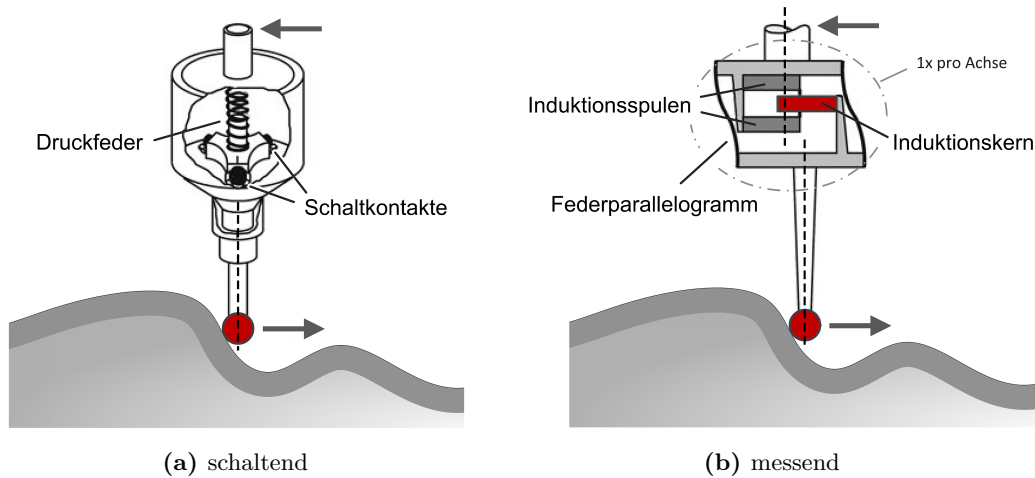 Druckfeder
Schaltkontakte
(a) schaltend
1x pro Achse
Induktionsspulen
Induktionskern
Federparallelogramm
(b) messend